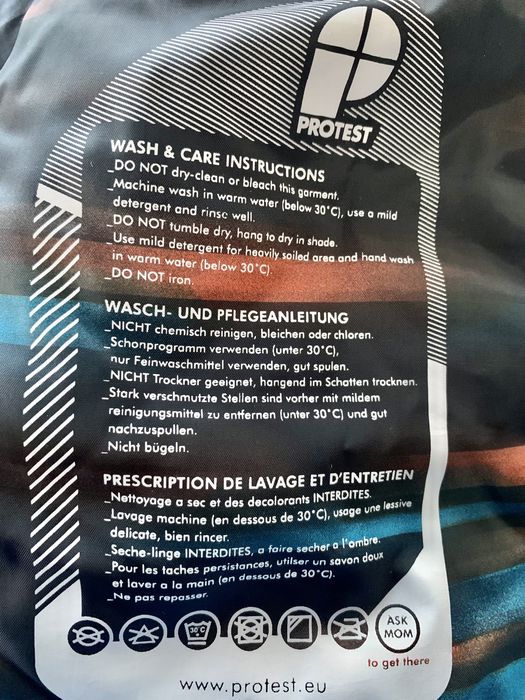 PROTEST
WASH & CARE INSTRUCTIONS
_DO NOT dry-clean or bleach this garment.
_Machine wash in warm water (below 30°C), use a mild
detergent and rinse well.
_DO NOT tumble dry, hang to dry in shade.
_Use mild detergent for heavily soiled area and hand wash
in warm water (below 30°C).
_DO NOT iron.
WASCH- UND PFLEGEANLEITUNG
_NICHT chemisch reinigen, bleichen oder chloren.
_Schonprogramm verwenden (unter 30°C),
nur Feinwaschmittel verwenden, gut spulen.
_NICHT Trockner geeignet, hangend im Schatten trocknen.
_Stark verschmutzte Stellen sind vorher mit mildem
reinigungsmittel zu entfernen (unter 30°C) und gut
nachzuspullen.
_Nicht bügeln.
PRESCRIPTION DE LAVAGE ET D'ENTRETIEN
_Nettoyage a sec et des decolorants INTERDITES.
_Lavage machine (en dessous de 30°C), usage une lessive
delicate, bien rincer.
_Seche-linge INTERDITES, a faire secher a l'ombre.
_Pour les taches persistances, utiliser un savon doux
et laver a la main (en dessous de 30°C).
_Ne pas repasser.
30°C
ASK
MOM
to get there
www.protest.eu